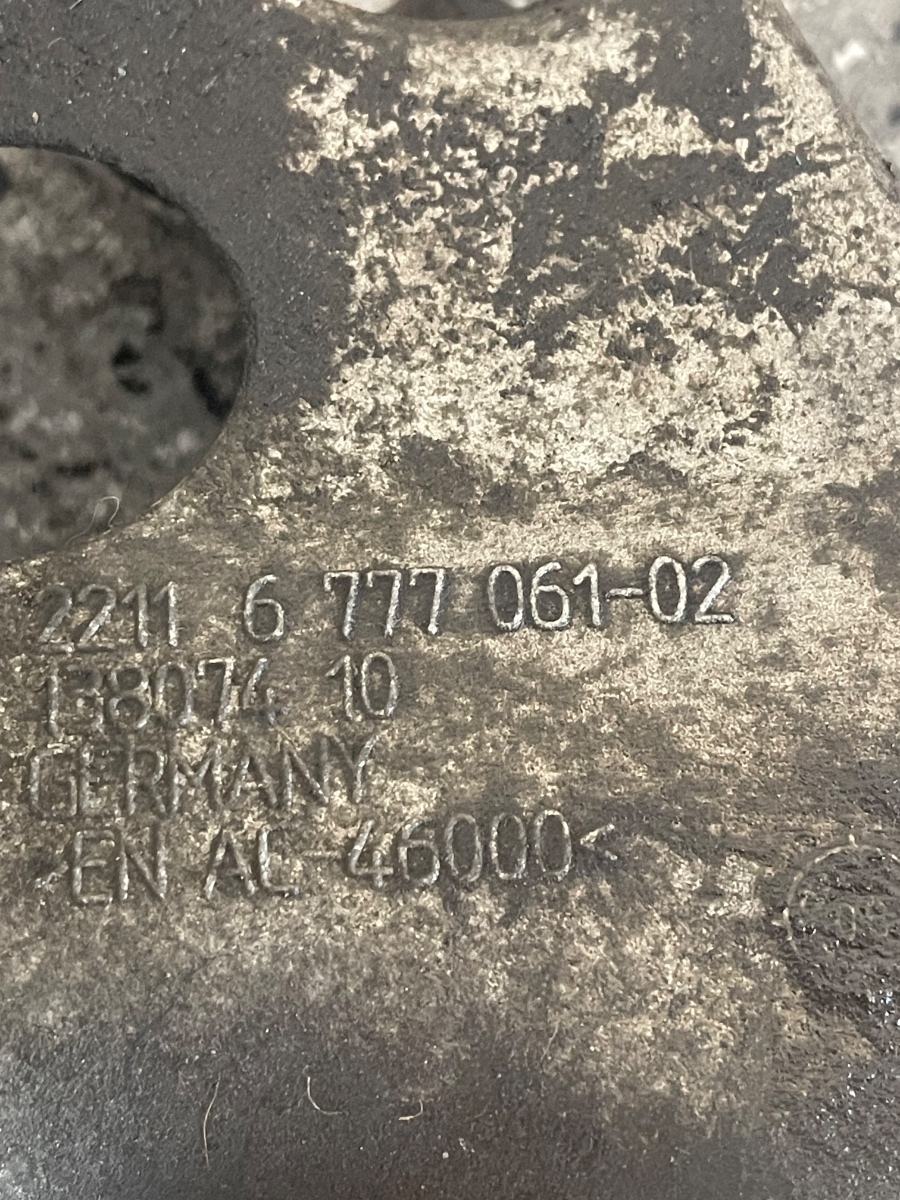 2211 6 777 061-02
138074 10
GERMANY
>EN AC-46000<